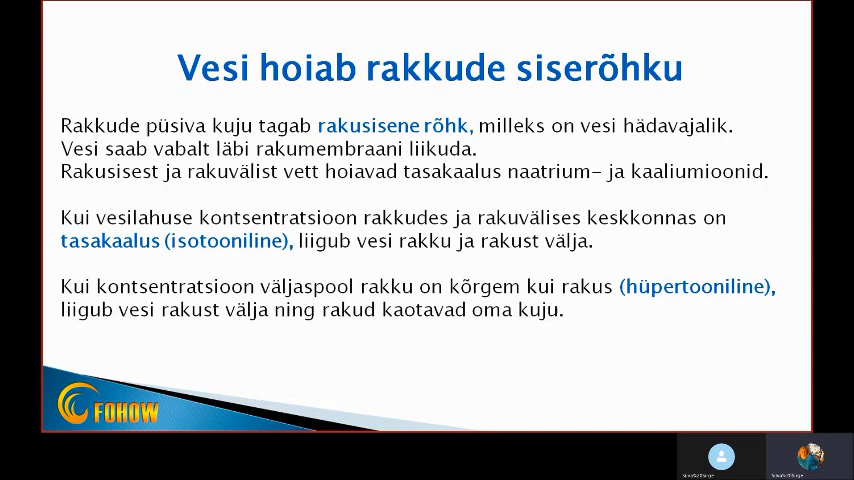 Vesi hoiab rakkude siserõhku
Rakkude püsiva kuju tagab rakusisene rõhk, milleks on vesi hädavajalik.
Vesi saab vabalt läbi rakumembraani liikuda.
Rakusisest ja rakuvälist vett hoiavad tasakaalus naatrium- ja kaaliumioonid.
Kui vesilahuse kontsentratsioon rakkudes ja rakuvälises keskkonnas on
tasakaalus (isotooniline), liigub vesi rakku ja rakust välja.
Kui kontsentratsioon väljaspool rakku on kõrgem kui rakus (hüpertooniline),
liigub vesi rakust välja ning rakud kaotavad oma kuju.
FOHOW